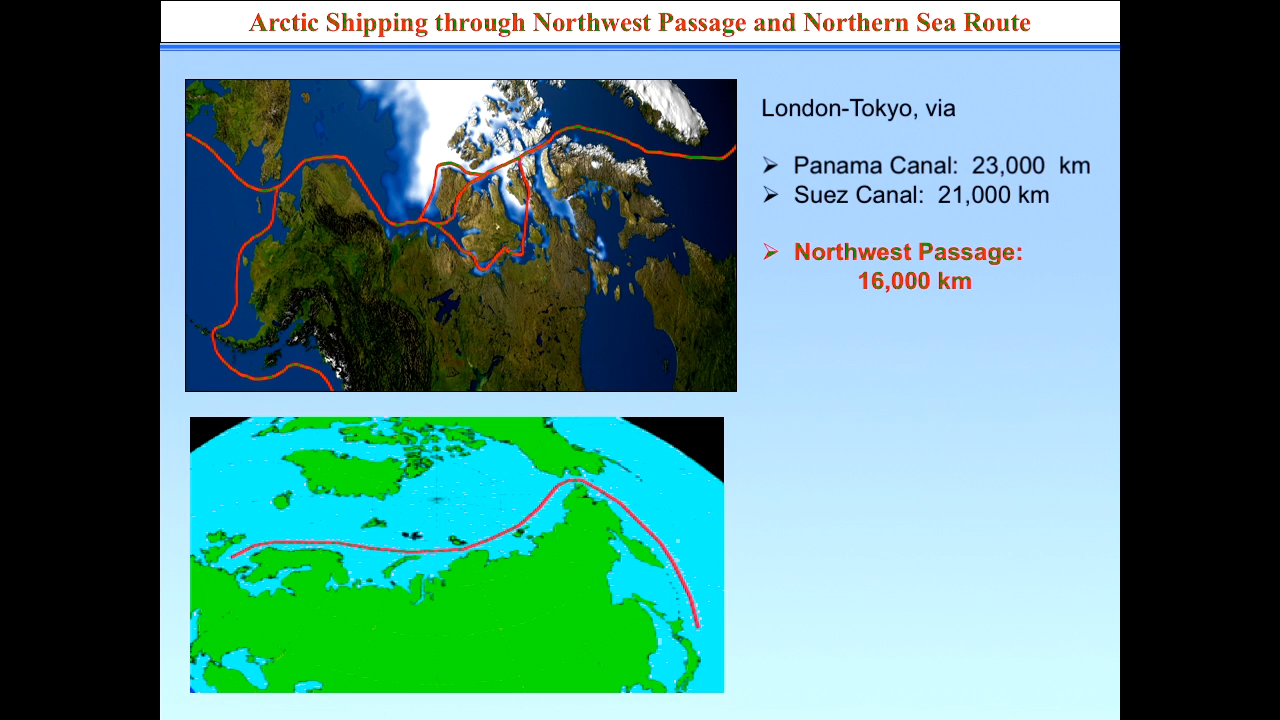 Arctic Shipping through Northwest Passage and Northern Sea Route
London-Tokyo, via
➢ Panama Canal: 23,000 km
➢ Suez Canal: 21,000 km
➢ Northwest Passage:
16,000 km